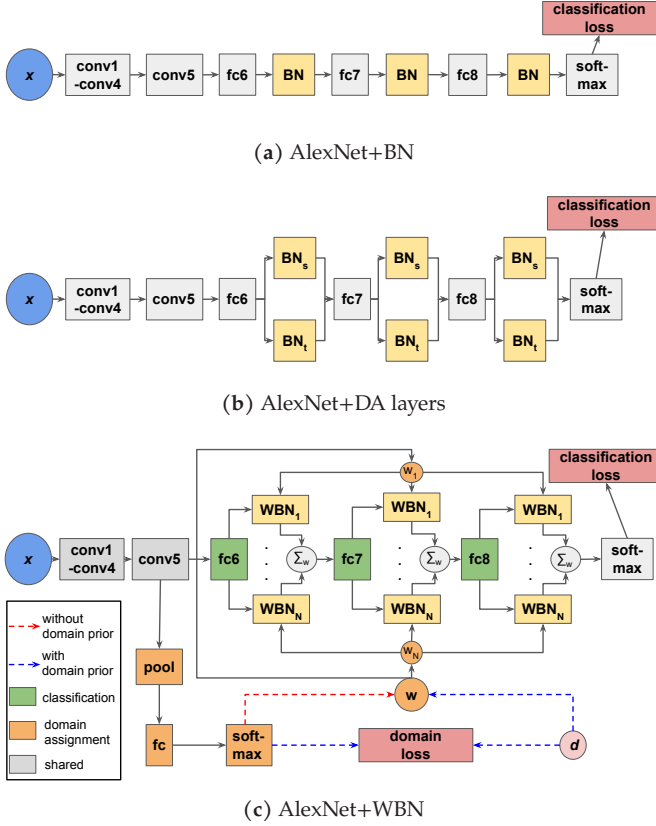 classification
loss
x
conv1
-conv4
conv5
fc6
BN
fc7
BN
fc8
BN
soft-
max
(a) AlexNet+BN
classification
loss
x
conv1
-conv4
conv5
fc6
BNs
BNt
fc7
BNs
BNt
fc8
BNs
BNt
soft-
max
(b) AlexNet+DA layers
classification
loss
w1
x
conv1
-conv4
conv5
fc6
WBN1
.
.
.
WBNN
Σw
fc7
WBN1
.
.
.
WBNN
Σw
fc8
WBN1
.
.
.
WBNN
Σw
soft-
max
wN
w
without
domain prior
with
domain prior
classification
domain
assignment
shared
pool
fc
soft-
max
domain
loss
d
(c) AlexNet+WBN